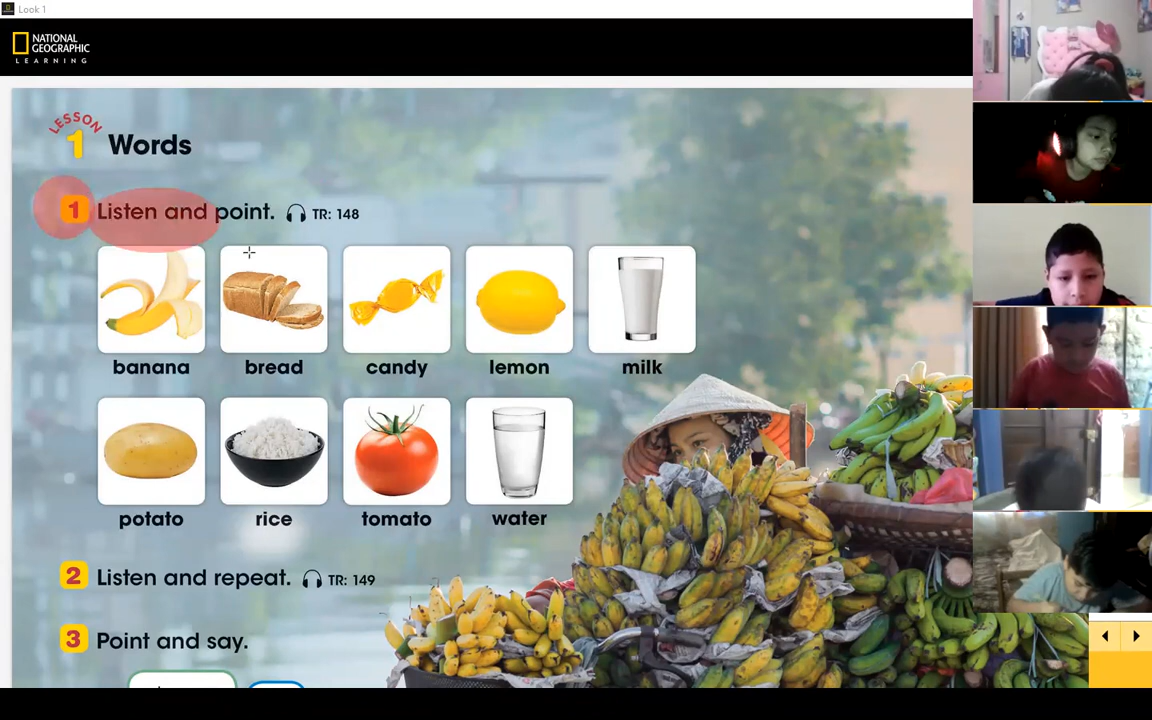 Look 1
NATIONAL
GEOGRAPHIC
LEARNING
LESSON
1 Words
1 Listen and point. TR: 148
banana bread candy lemon milk
potato rice tomato water
2 Listen and repeat. TR: 149
3 Point and say.